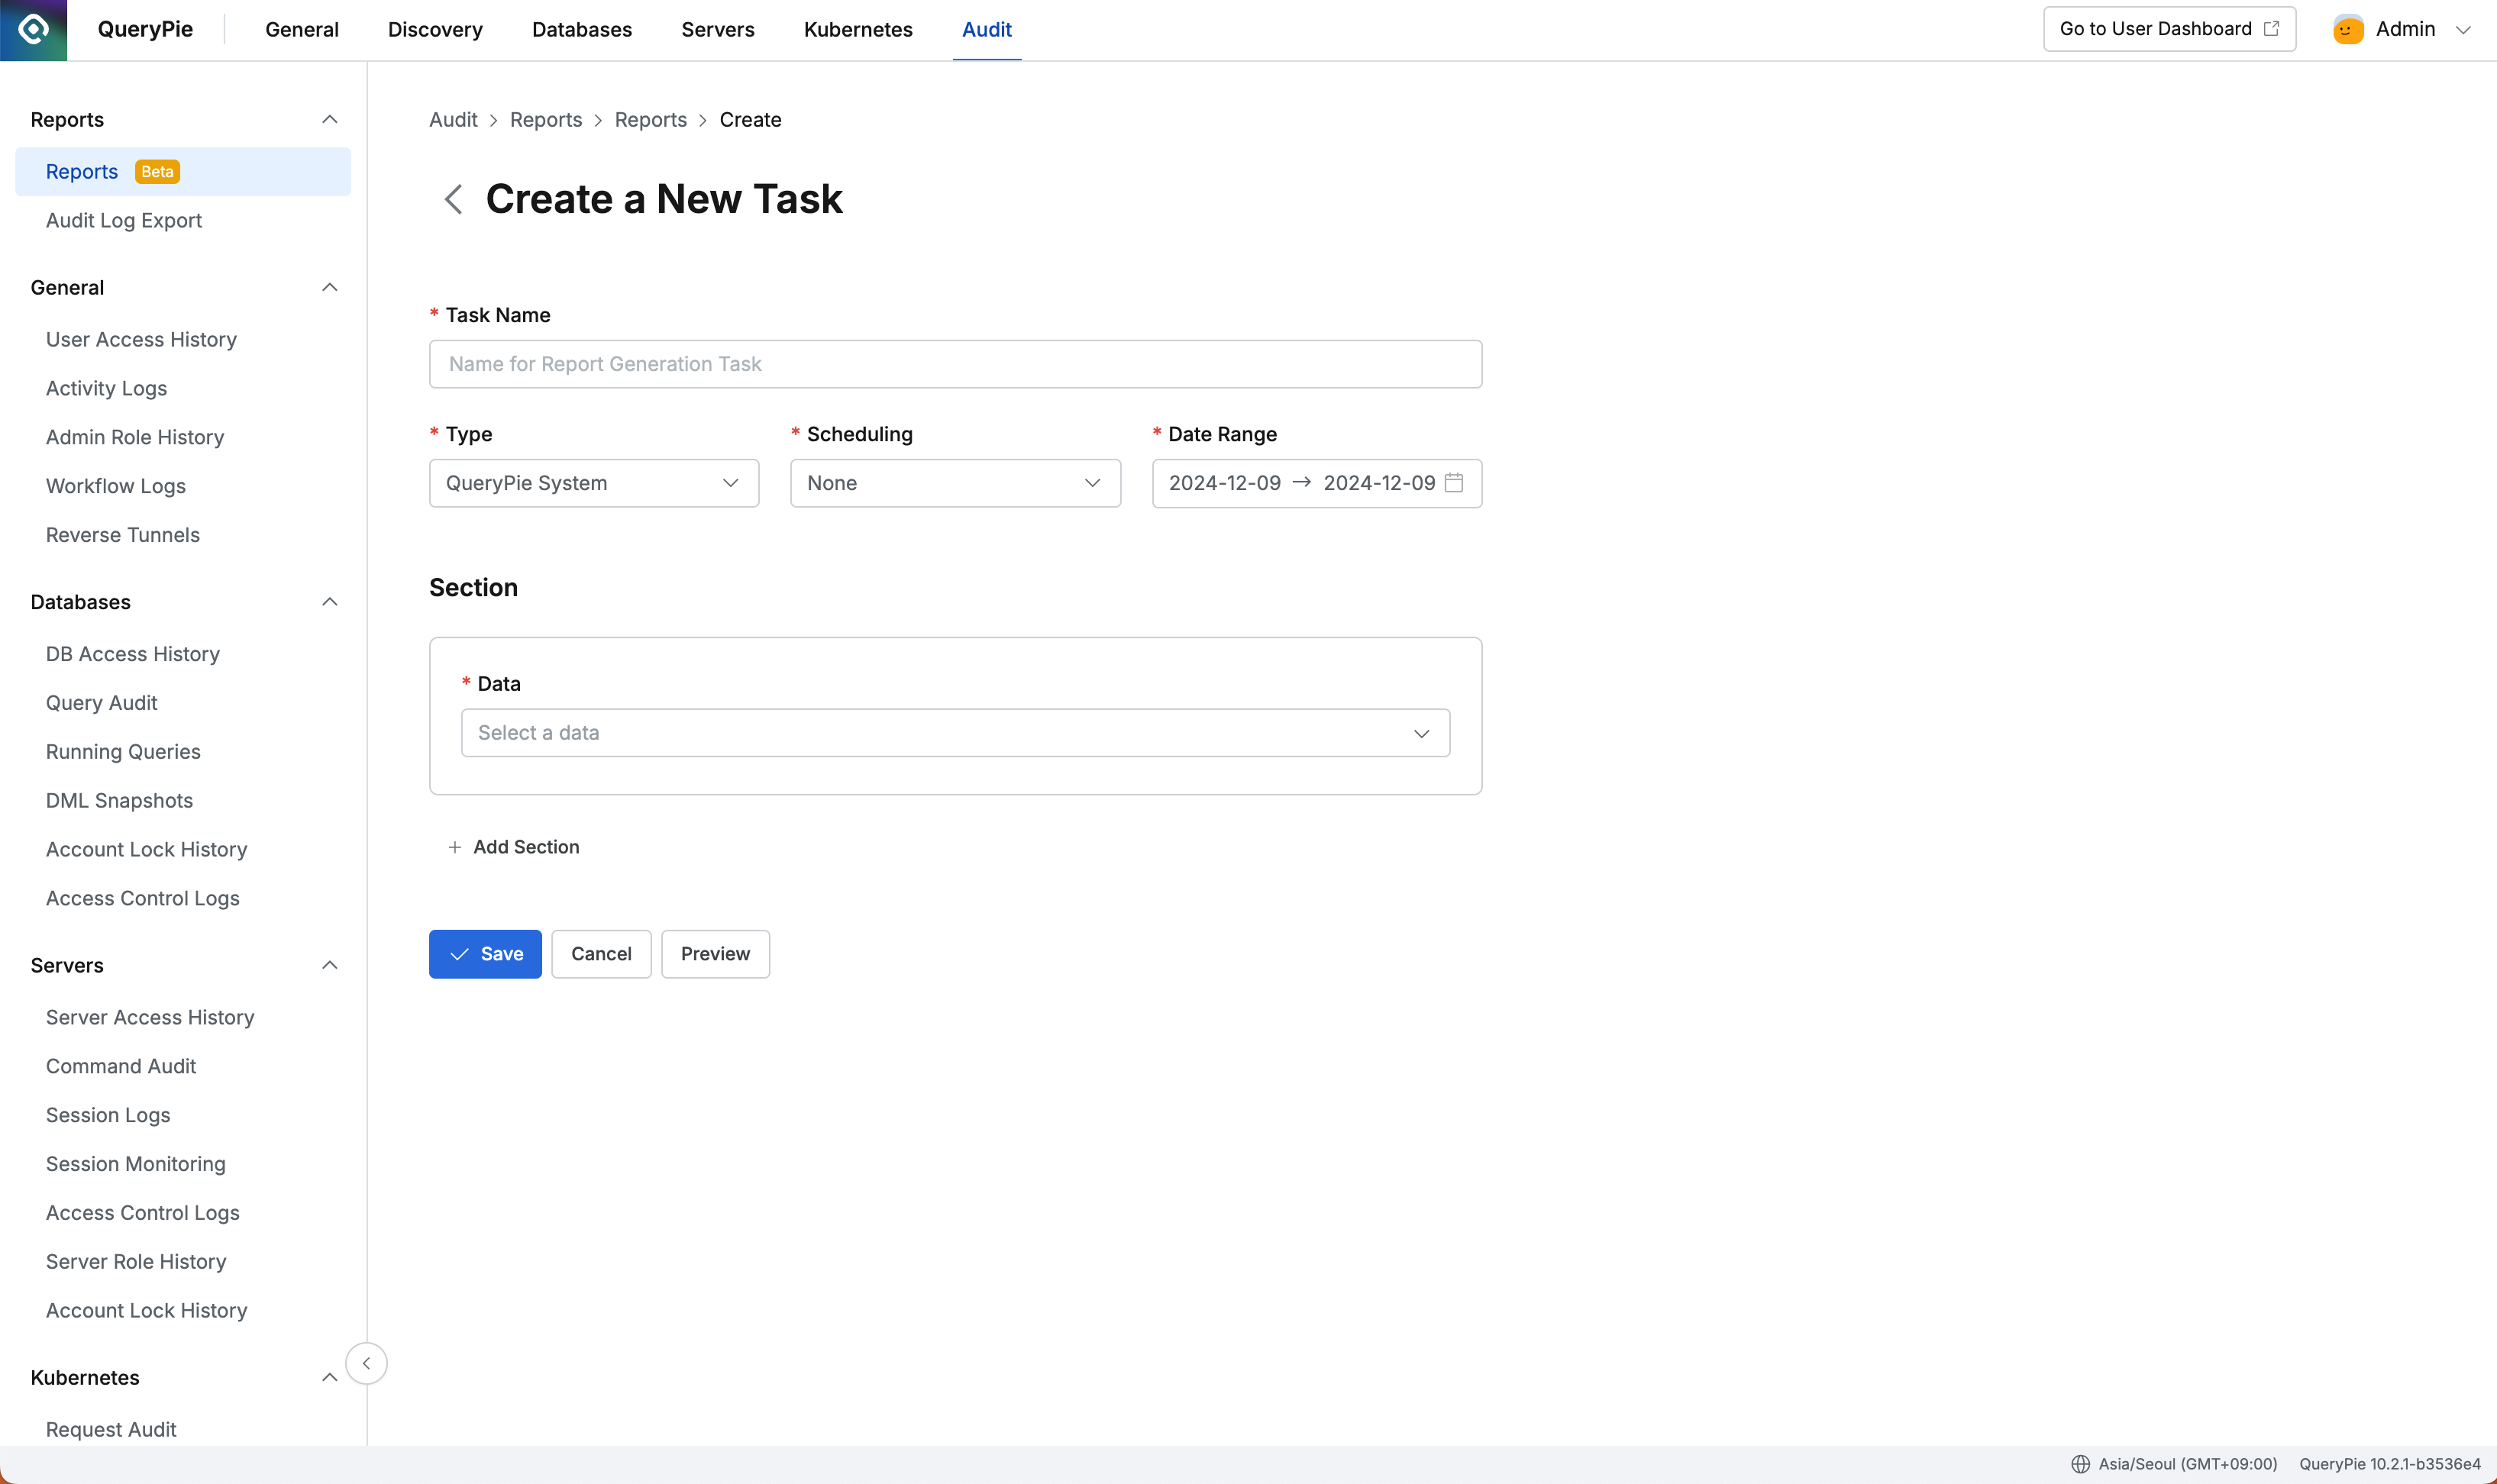 QueryPie
General
Discovery
Databases
Servers
Kubernetes
Audit
Go to User Dashboard
Admin
Reports
Reports Beta
Audit Log Export
General
User Access History
Activity Logs
Admin Role History
Workflow Logs
Reverse Tunnels
Databases
DB Access History
Query Audit
Running Queries
DML Snapshots
Account Lock History
Access Control Logs
Servers
Server Access History
Command Audit
Session Logs
Session Monitoring
Access Control Logs
Server Role History
Account Lock History
Kubernetes
Request Audit
Audit > Reports > Reports > Create
Create a New Task
* Task Name
Name for Report Generation Task
* Type
QueryPie System
* Scheduling
None
* Date Range
2024-12-09 → 2024-12-09
Section
* Data
Select a data
+ Add Section
Save
Cancel
Preview
Asia/Seoul (GMT+09:00)
QueryPie 10.2.1-b3536e4